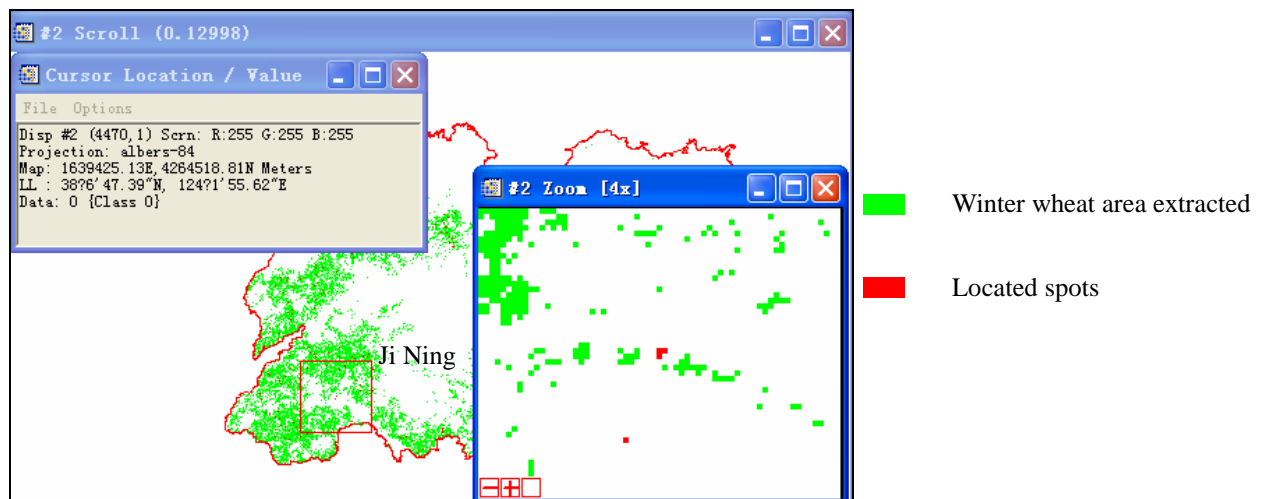 #2 Scroll (0.12998)
Cursor Location / Value
File Options
Disp #2 (4470,1) Scrn: R:255 G:255 B:255
Projection: albers-84
Map: 1639425.13E,4264518.81N Meters
LL : 38?6'47.39"N, 124?1'55.62"E
Data: 0 {Class 0}
#2 Zoom [4x]
Winter wheat area extracted
Located spots
Ji Ning